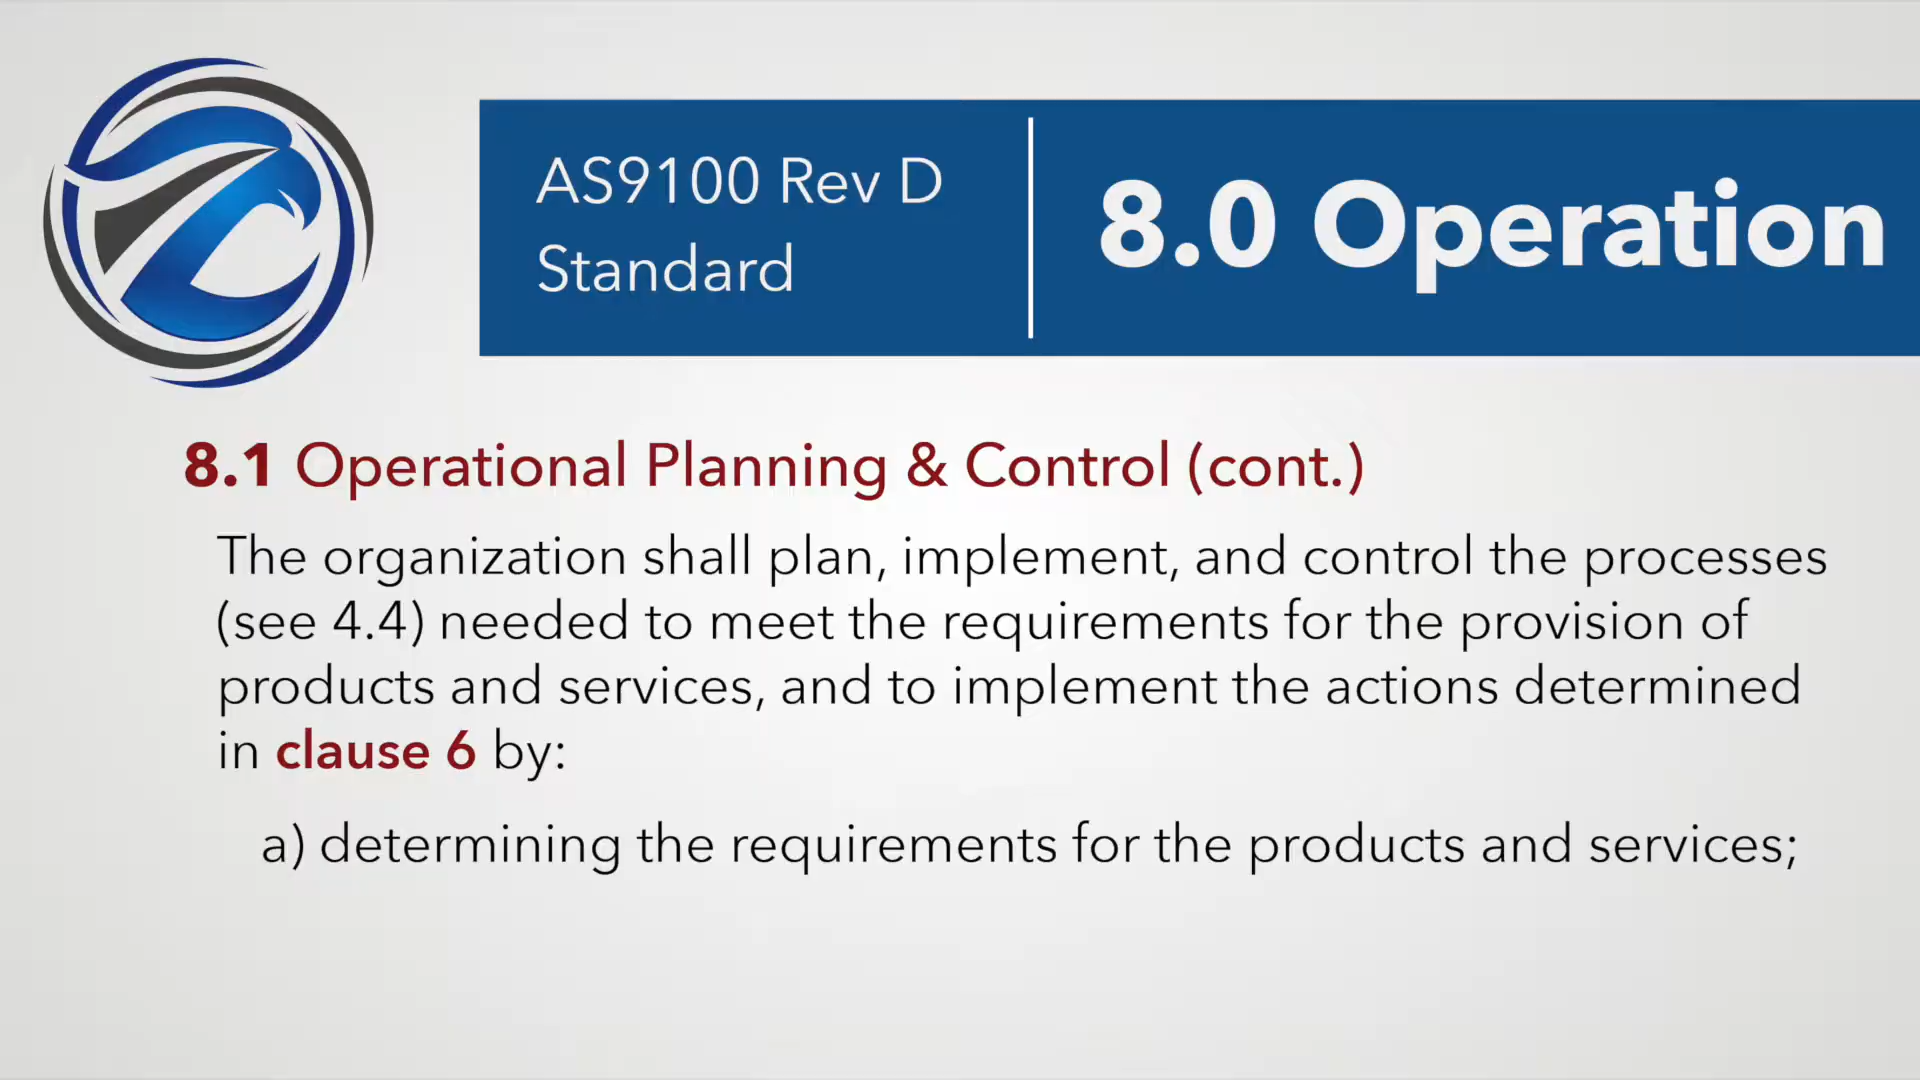 AS9100 Rev D
Standard
8.0 Operation
8.1 Operational Planning & Control (cont.)
The organization shall plan, implement, and control the processes
(see 4.4) needed to meet the requirements for the provision of
products and services, and to implement the actions determined
in clause 6 by:
a) determining the requirements for the products and services;